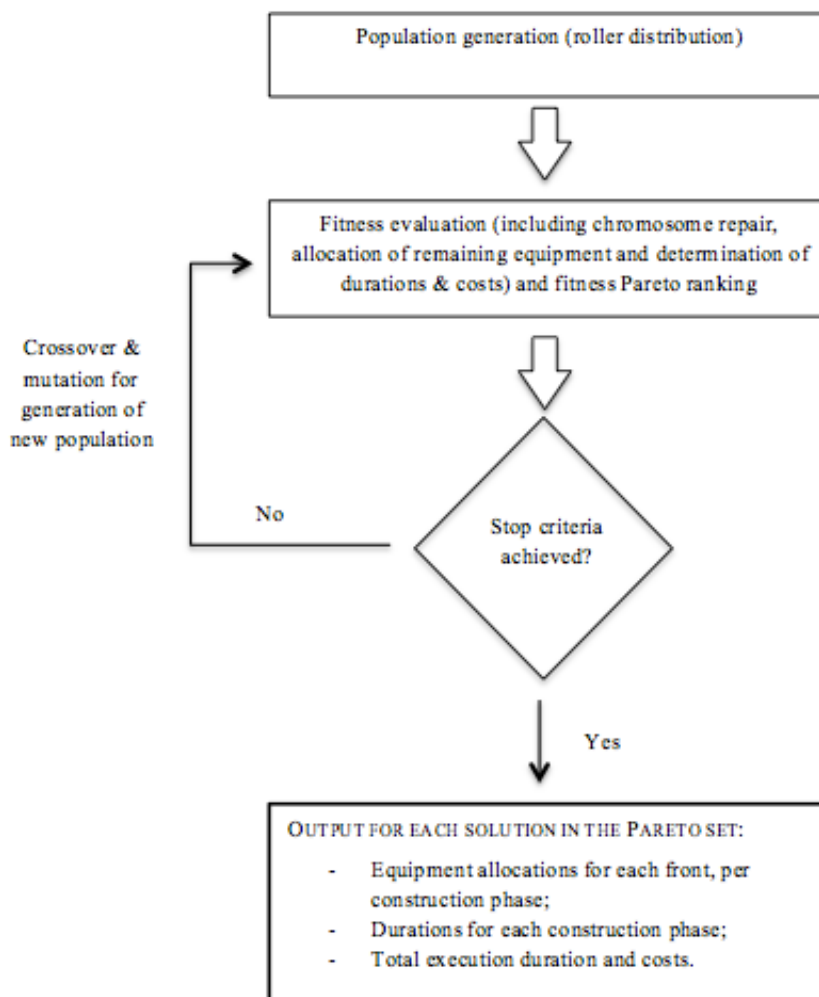 Population generation (roller distribution)
Fitness evaluation (including chromosome repair,
allocation of remaining equipment and determination of
durations & costs) and fitness Pareto ranking
Crossover &
mutation for
generation of
new population
No
Stop criteria
achieved?
Yes
OUTPUT FOR EACH SOLUTION IN THE PARETO SET:
- Equipment allocations for each front, per
construction phase;
- Durations for each construction phase;
- Total execution duration and costs.